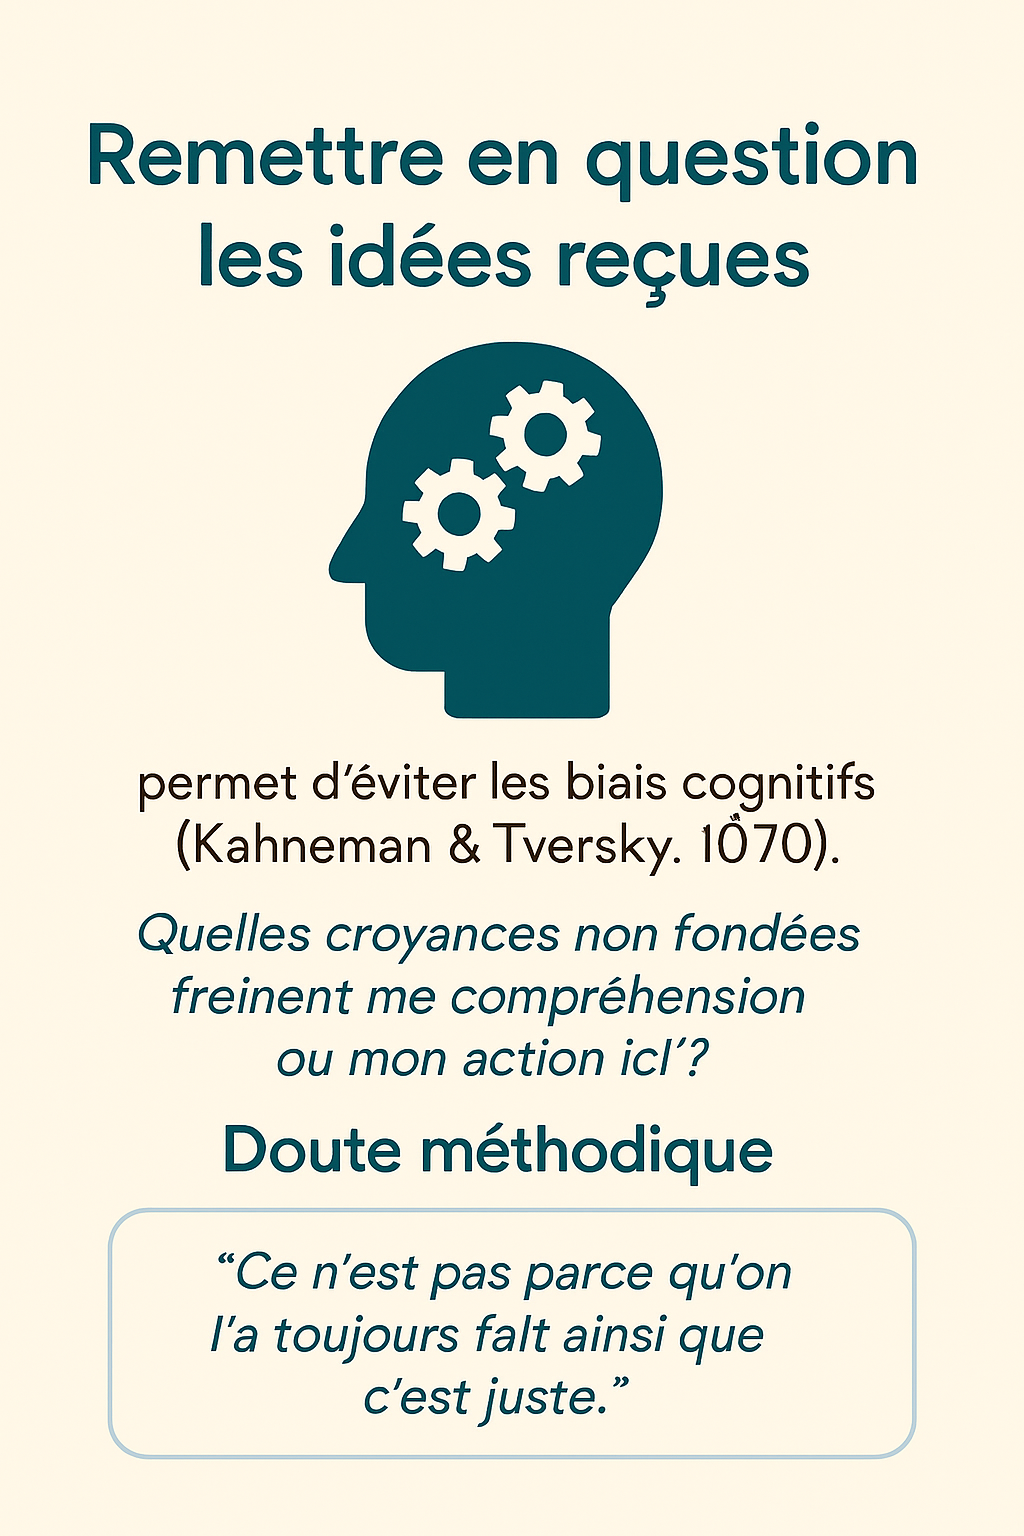 Remettre en question
les idées reçues
permet d’éviter les biais cognitifs
(Kahneman & Tversky. 1070).
Quelles croyances non fondées
freinent me compréhension
ou mon action icl’?
Doute méthodique
“Ce n’est pas parce qu’on
l’a toujours falt ainsi que
c’est juste.”